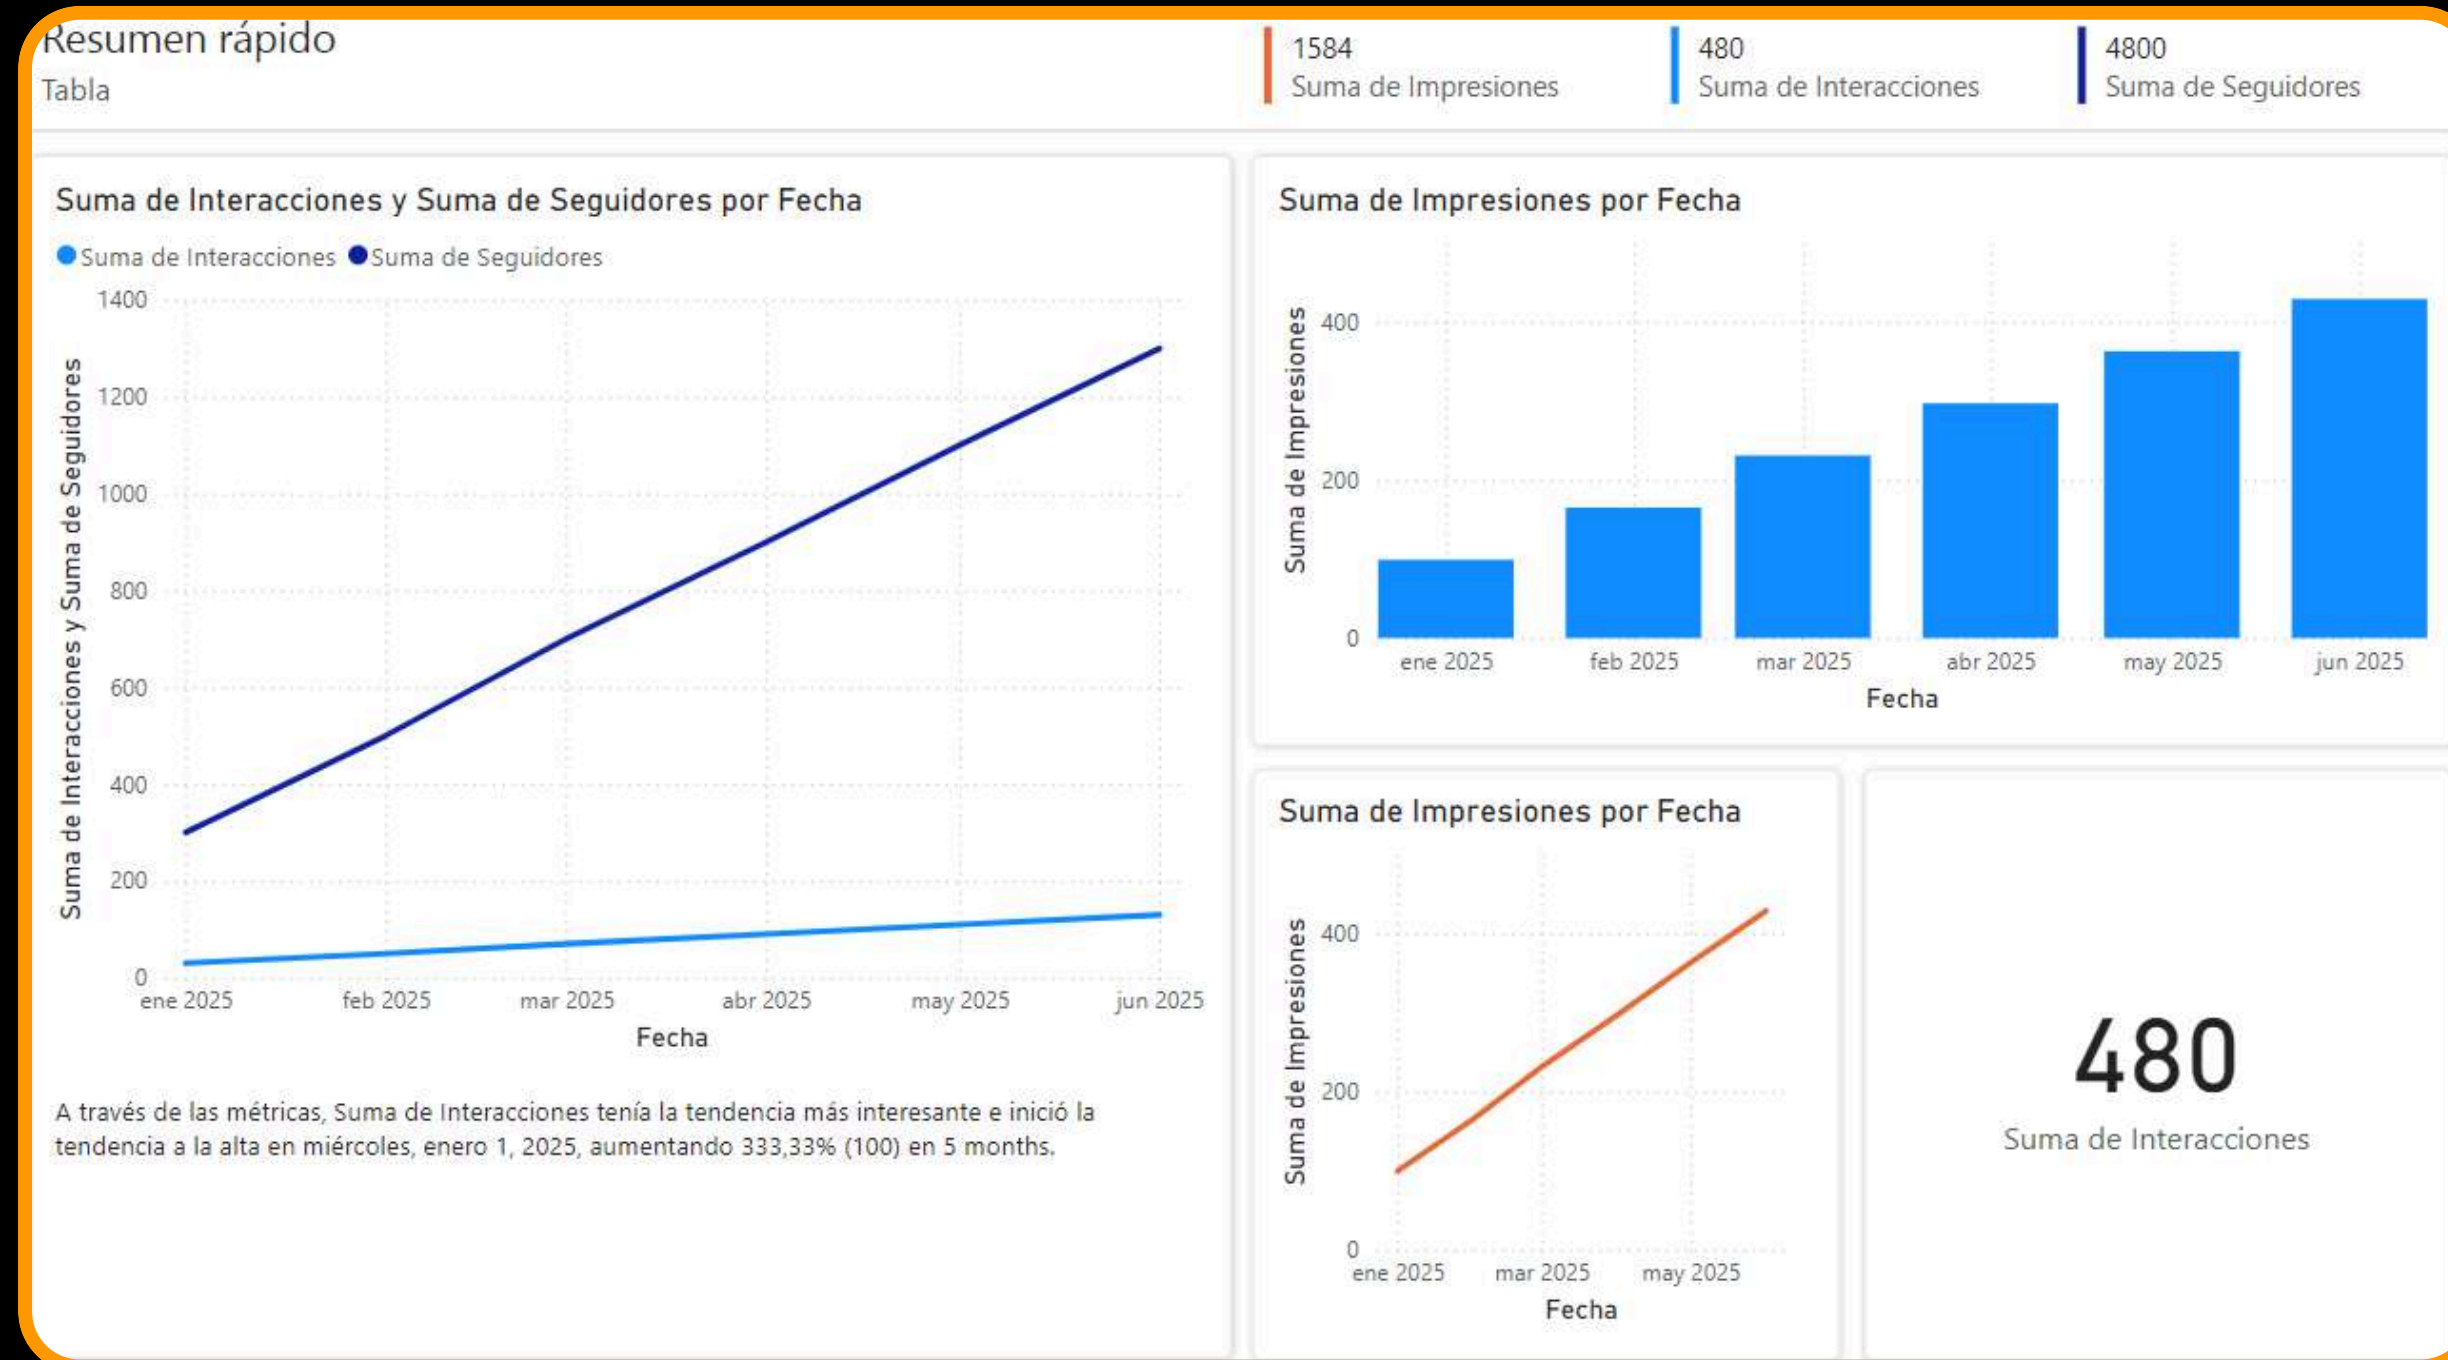 Resumen rápido
Tabla
1584
Suma de Impresiones
480
Suma de Interacciones
4800
Suma de Seguidores
Suma de Interacciones y Suma de Seguidores por Fecha
Suma de Interacciones Suma de Seguidores
Suma de Interacciones y Suma de Seguidores
1400
1200
1000
800
600
400
200
0
ene 2025 feb 2025 mar 2025 abr 2025 may 2025 jun 2025
Fecha
A través de las métricas, Suma de Interacciones tenía la tendencia más interesante e inició la
tendencia a la alta en miércoles, enero 1, 2025, aumentando 333,33% (100) en 5 months.
Suma de Impresiones por Fecha
Suma de Impresiones
400
200
0
ene 2025 feb 2025 mar 2025 abr 2025 may 2025 jun 2025
Fecha
Suma de Impresiones por Fecha
Suma de Impresiones
400
200
0
ene 2025 mar 2025 may 2025
Fecha
480
Suma de Interacciones